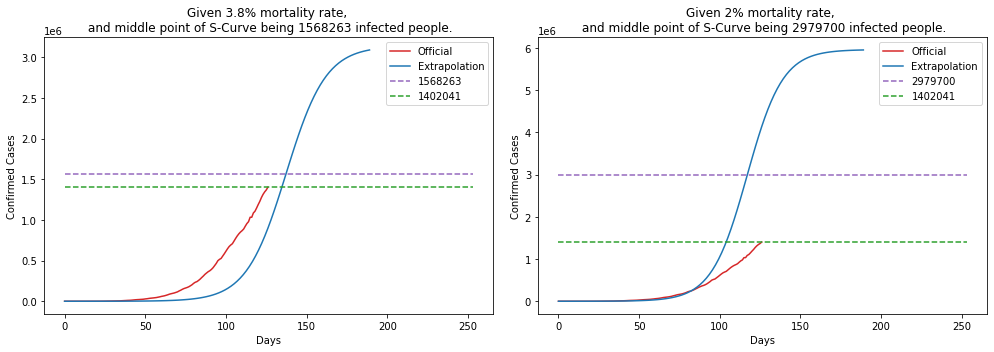 Given 3.8% mortality rate,
and middle point of S-Curve being 1568263 infected people.
1e6
3.0
2.5
2.0
1.5
1.0
0.5
0.0
Confirmed Cases
0
50
100
150
200
250
Days
Official
Extrapolation
1568263
1402041
Given 2% mortality rate,
and middle point of S-Curve being 2979700 infected people.
1e6
6
5
4
3
2
1
0
Confirmed Cases
0
50
100
150
200
250
Days
Official
Extrapolation
2979700
1402041